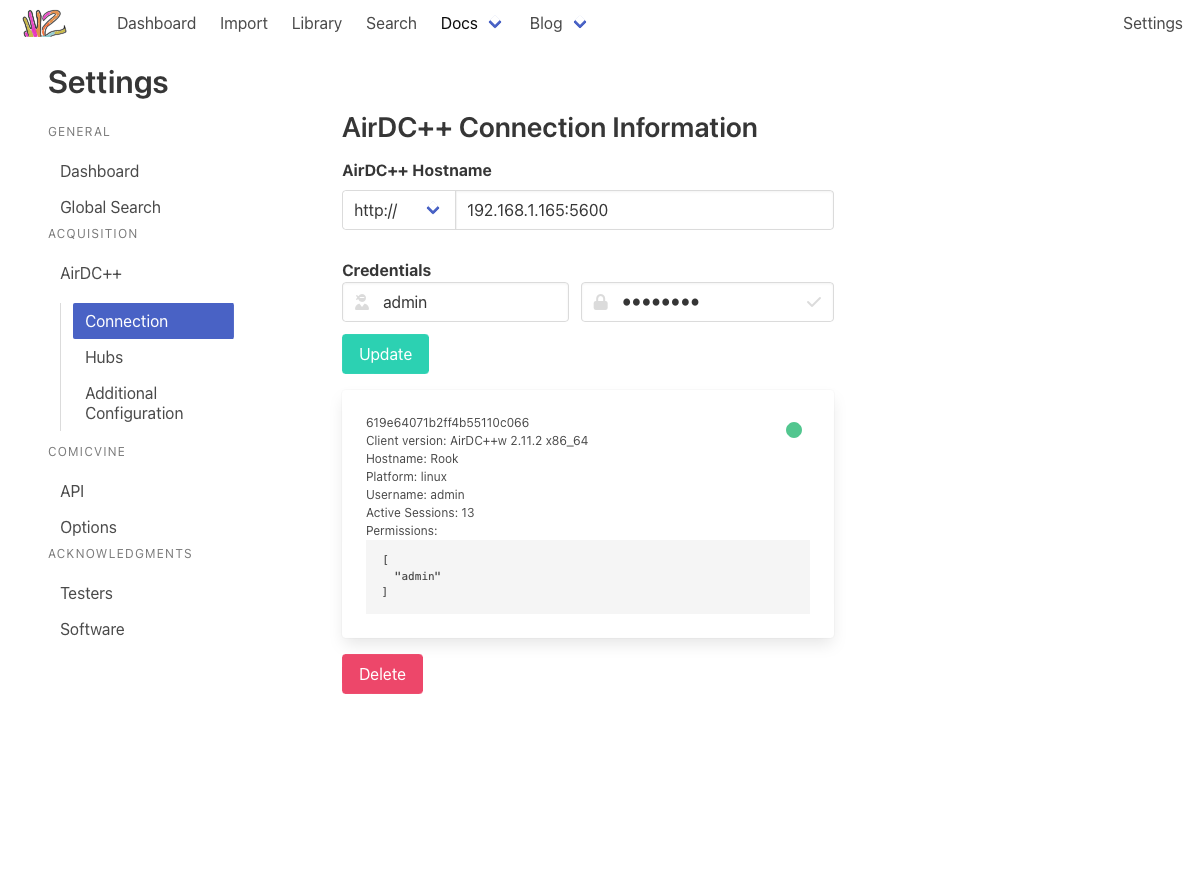 Dashboard Import Library Search Docs Blog Settings
Settings
GENERAL
Dashboard
Global Search
ACQUISITION
AirDC++
Connection
Hubs
Additional
Configuration
COMICVINE
API
Options
ACKNOWLEDGMENTS
Testers
Software
AirDC++ Connection Information
AirDC++ Hostname
http:// 192.168.1.165:5600
Credentials
admin ••••••••
Update
619e64071b2ff4b55110c066
Client version: AirDC++w 2.11.2 x86_64
Hostname: Rook
Platform: linux
Username: admin
Active Sessions: 13
Permissions:
[
"admin"
]
Delete